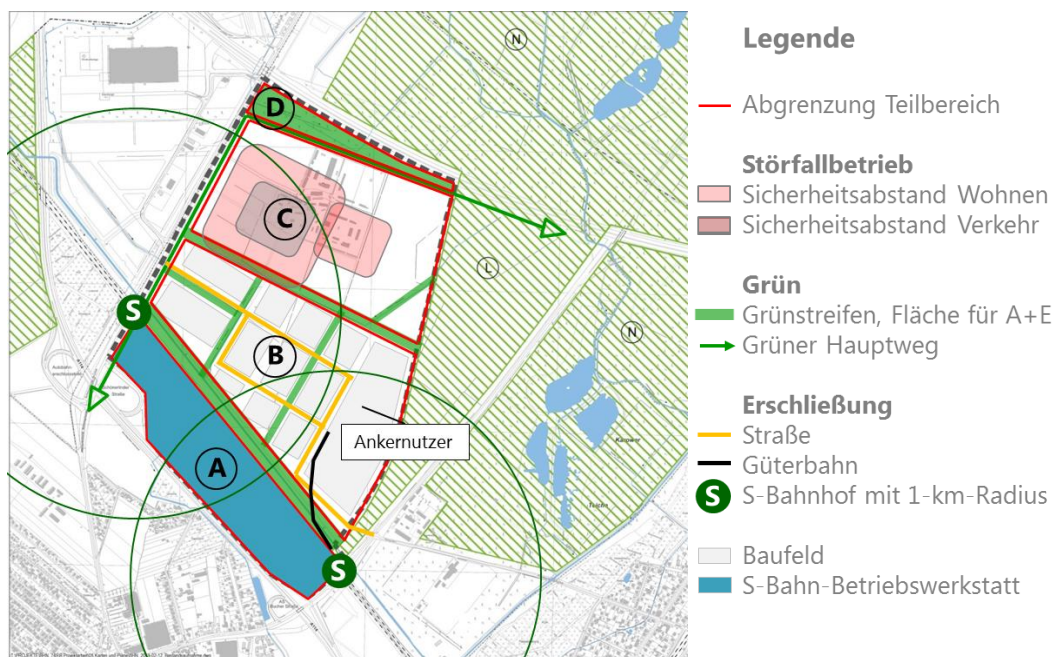 N
D
C
L
N
S
B
Ankernutzer
A
S
Legende
Abgrenzung Teilbereich
Störfallbetrieb
Sicherheitsabstand Wohnen
Sicherheitsabstand Verkehr
Grün
Grünstreifen, Fläche für A+E
Grüner Hauptweg
Erschließung
Straße
Güterbahn
S S-Bahnhof mit 1-km-Radius
Baufeld
S-Bahn-Betriebswerkstatt